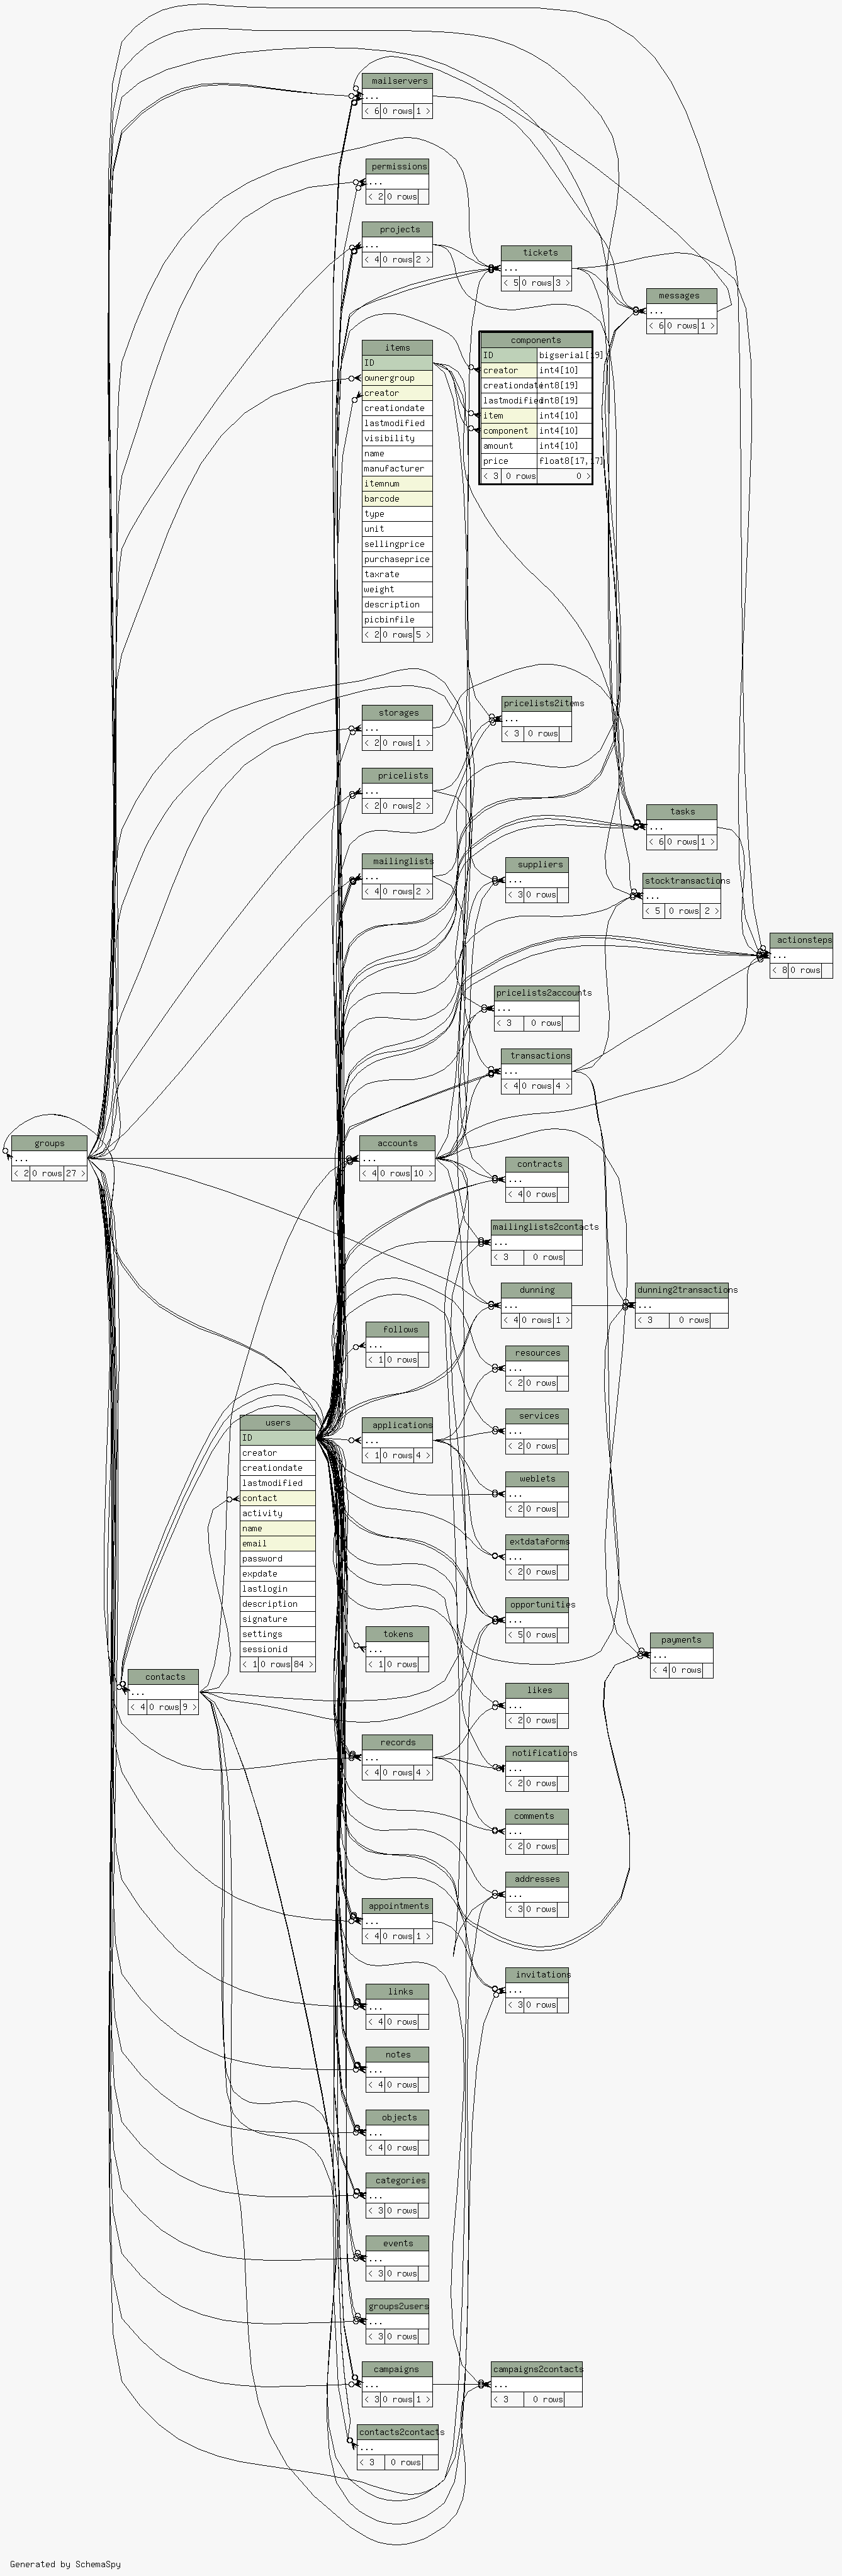 mailservers
...
< 6 0 rows 1 >
permissions
...
< 2 0 rows
projects
...
< 4 0 rows 2 >
tickets
...
< 5 0 rows 3 >
messages
...
< 6 0 rows 1 >
items
ID
ownergroup
creator
creationdate
lastmodified
visibility
name
manufacturer
itemnum
barcode
type
unit
sellingprice
purchaseprice
taxrate
weight
description
picbinfile
< 2 0 rows 5 >
components
ID bigserial[19]
creator int4[10]
creationdate int8[19]
lastmodified int8[19]
item int4[10]
component int4[10]
amount int4[10]
price float8[17,17]
< 3 0 rows 0 >
pricelists2items
...
< 3 0 rows
storages
...
< 2 0 rows 1 >
pricelists
...
< 2 0 rows 2 >
tasks
...
< 6 0 rows 1 >
mailinglists
...
< 4 0 rows 2 >
suppliers
...
< 3 0 rows
stocktransactions
...
< 5 0 rows 2 >
actionsteps
...
< 8 0 rows
pricelists2accounts
...
< 3 0 rows
transactions
...
< 4 0 rows 4 >
groups
...
< 2 0 rows 27 >
accounts
...
< 4 0 rows 10 >
contracts
...
< 4 0 rows
mailinglists2contacts
...
< 3 0 rows
dunning
...
< 4 0 rows 1 >
dunning2transactions
...
< 3 0 rows
follows
...
< 1 0 rows
resources
...
< 2 0 rows
users
ID
creator
creationdate
lastmodified
contact
activity
name
email
password
expdate
lastlogin
description
signature
settings
sessionid
< 1 0 rows 84 >
applications
...
< 1 0 rows 4 >
services
...
< 2 0 rows
weblets
...
< 2 0 rows
extdataforms
...
< 2 0 rows
opportunities
...
< 5 0 rows
tokens
...
< 1 0 rows
payments
...
< 4 0 rows
contacts
...
< 4 0 rows 9 >
likes
...
< 2 0 rows
records
...
< 4 0 rows 4 >
notifications
...
< 2 0 rows
comments
...
< 2 0 rows
addresses
...
< 3 0 rows
appointments
...
< 4 0 rows 1 >
invitations
...
< 3 0 rows
links
...
< 4 0 rows
notes
...
< 4 0 rows
objects
...
< 4 0 rows
categories
...
< 3 0 rows
events
...
< 3 0 rows
groups2users
...
< 3 0 rows
campaigns
...
< 3 0 rows 1 >
campaigns2contacts
...
< 3 0 rows
contacts2contacts
...
< 3 0 rows
Generated by SchemaSpy